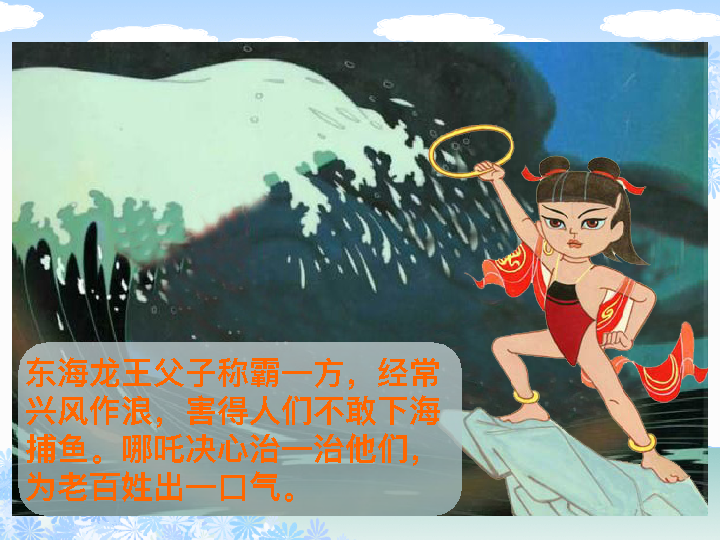 东海龙王父子称霸一方，经常
兴风作浪，害得人们不敢下海
捕鱼。哪吒决心治一治他们，
为老百姓出一口气。